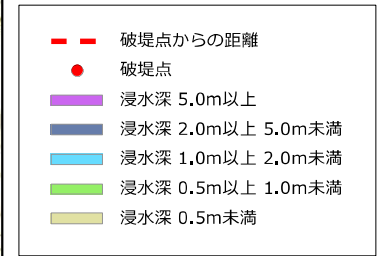 破堤点からの距離
破堤点
浸水深 5.0m以上
浸水深 2.0m以上 5.0m未満
浸水深 1.0m以上 2.0m未満
浸水深 0.5m以上 1.0m未満
浸水深 0.5m未満